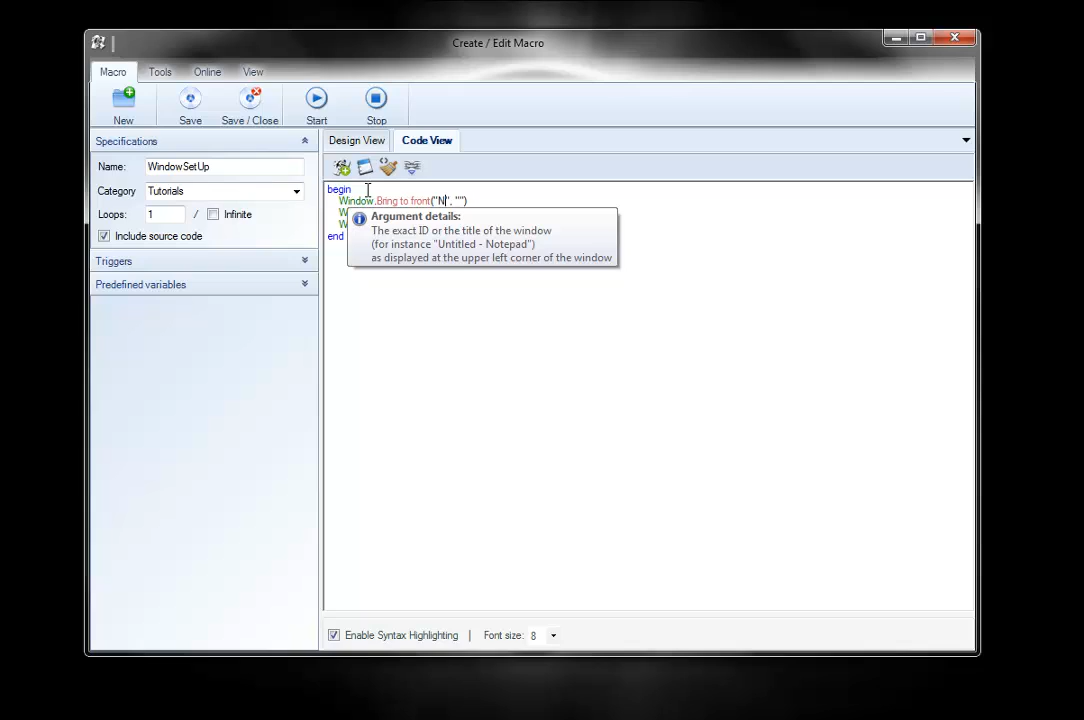 Create / Edit Macro
Macro Tools Online View
New Save Save / Close Start Stop
Specifications
Name: WindowSetUp
Category Tutorials
Loops: 1 / Infinite
Include source code
Triggers
Predefined variables
Design View Code View
begin
Window.Bring to front("N", "")
W
W
end
Argument details:
The exact ID or the title of the window
(for instance "Untitled - Notepad")
as displayed at the upper left corner of the window
Enable Syntax Highlighting | Font size: 8